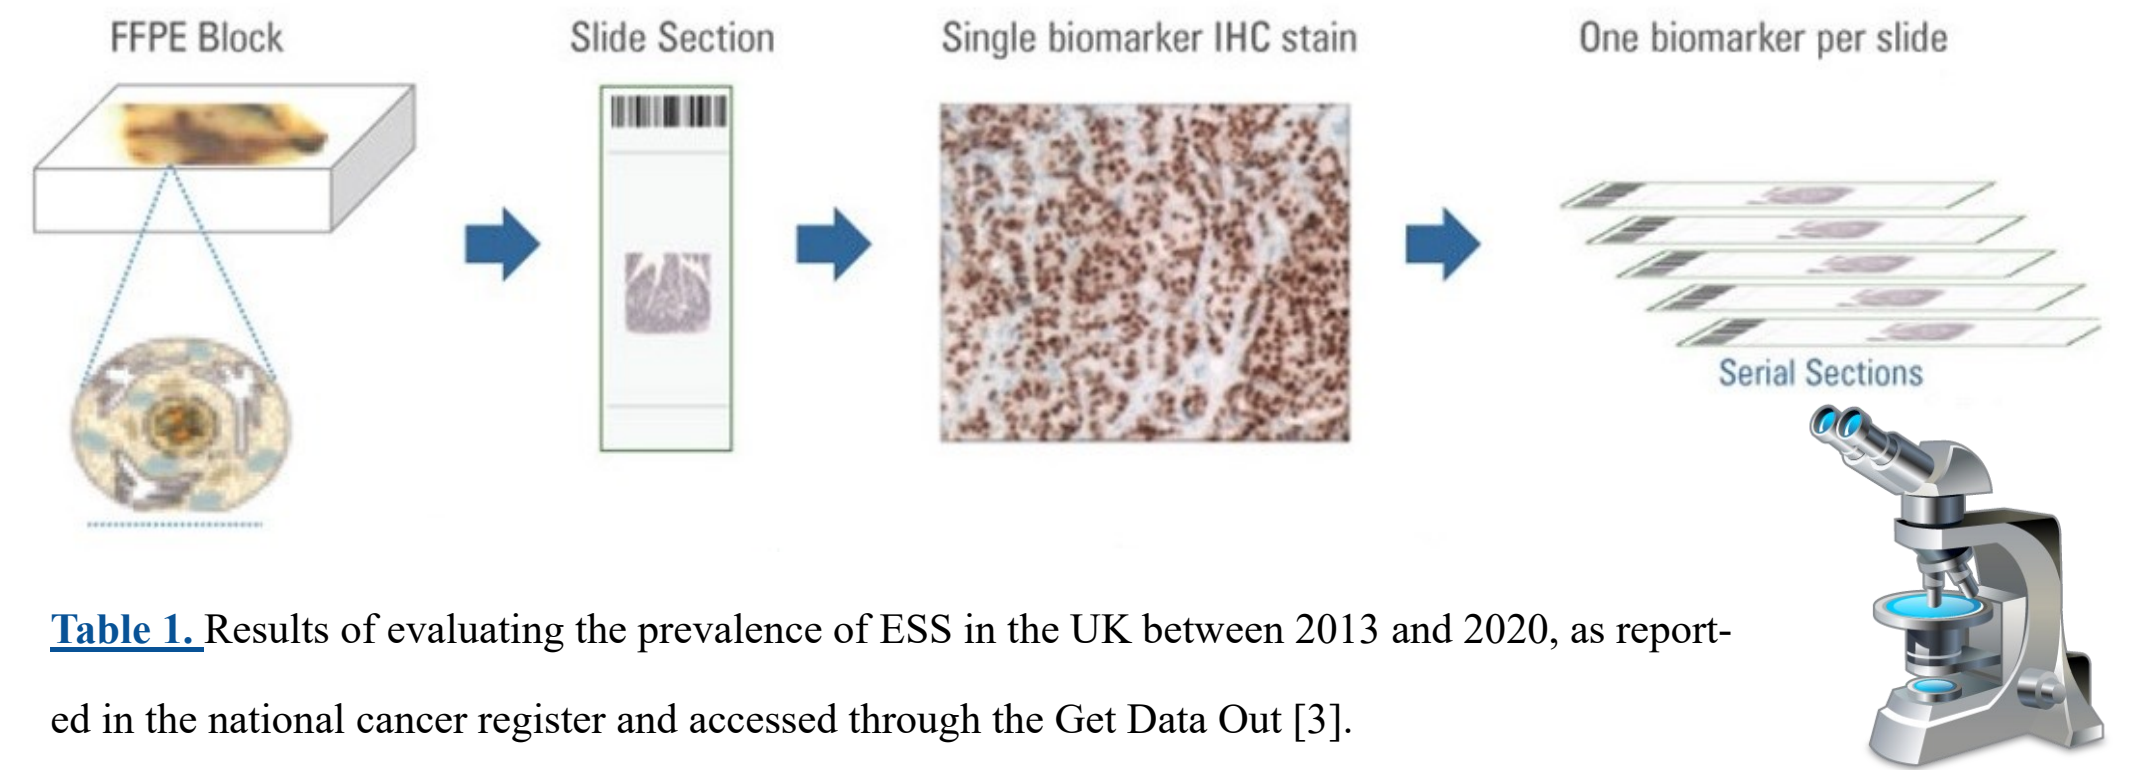 FFPE Block
Slide Section
Single biomarker IHC stain
One biomarker per slide
Serial Sections
Table 1. Results of evaluating the prevalence of ESS in the UK between 2013 and 2020, as report-
ed in the national cancer register and accessed through the Get Data Out [3].